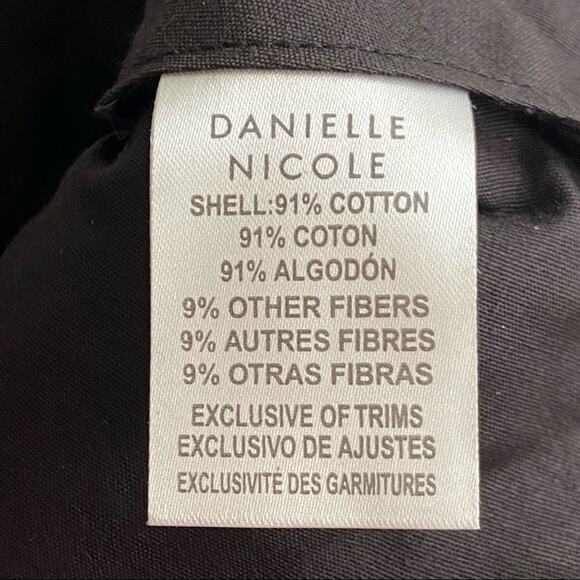 DANIELLE
NICOLE
SHELL:91% COTTON
91% COTON
91% ALGODÓN
9% OTHER FIBERS
9% AUTRES FIBRES
9% OTRAS FIBRAS
EXCLUSIVE OF TRIMS
EXCLUSIVO DE AJUSTES
EXCLUSIVITÉ DES GARMITURES